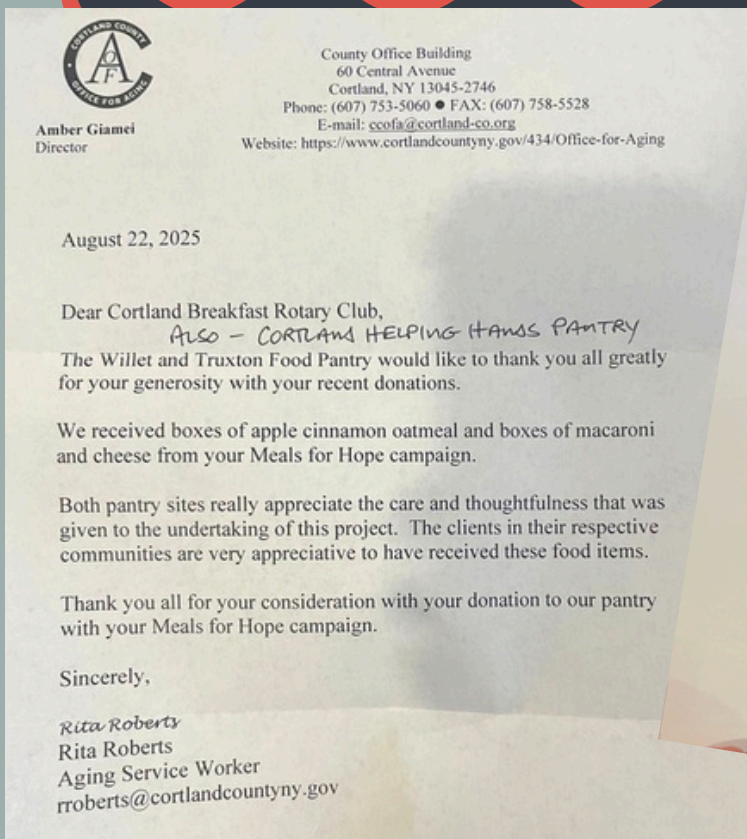 CORTLAND COUNTY
A
C OF
OFFICE FOR AGING
Amber Giamei
Director
County Office Building
60 Central Avenue
Cortland, NY 13045-2746
Phone: (607) 753-5060 ● FAX: (607) 758-5528
E-mail: ccofa@cortland-co.org
Website: https://www.cortlandcountyny.gov/434/Office-for-Aging
August 22, 2025
Dear Cortland Breakfast Rotary Club,
ALSO – CORTLAND HELPING HANDS PANTRY
The Willet and Truxton Food Pantry would like to thank you all greatly
for your generosity with your recent donations.
We received boxes of apple cinnamon oatmeal and boxes of macaroni
and cheese from your Meals for Hope campaign.
Both pantry sites really appreciate the care and thoughtfulness that was
given to the undertaking of this project.  The clients in their respective
communities are very appreciative to have received these food items.
Thank you all for your consideration with your donation to our pantry
with your Meals for Hope campaign.
Sincerely,
Rita Roberts
Rita Roberts
Aging Service Worker
rroberts@cortlandcountyny.gov